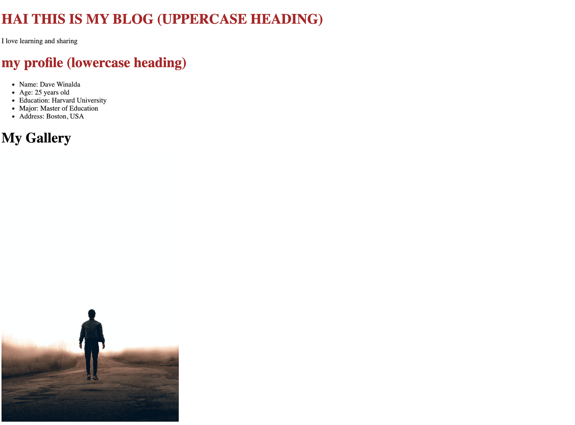 HAI THIS IS MY BLOG (UPPERCASE HEADING)
I love learning and sharing
my profile (lowercase heading)
Name: Dave Winalda
Age: 25 years old
Education: Harvard University
Major: Master of Education
Address: Boston, USA
My Gallery